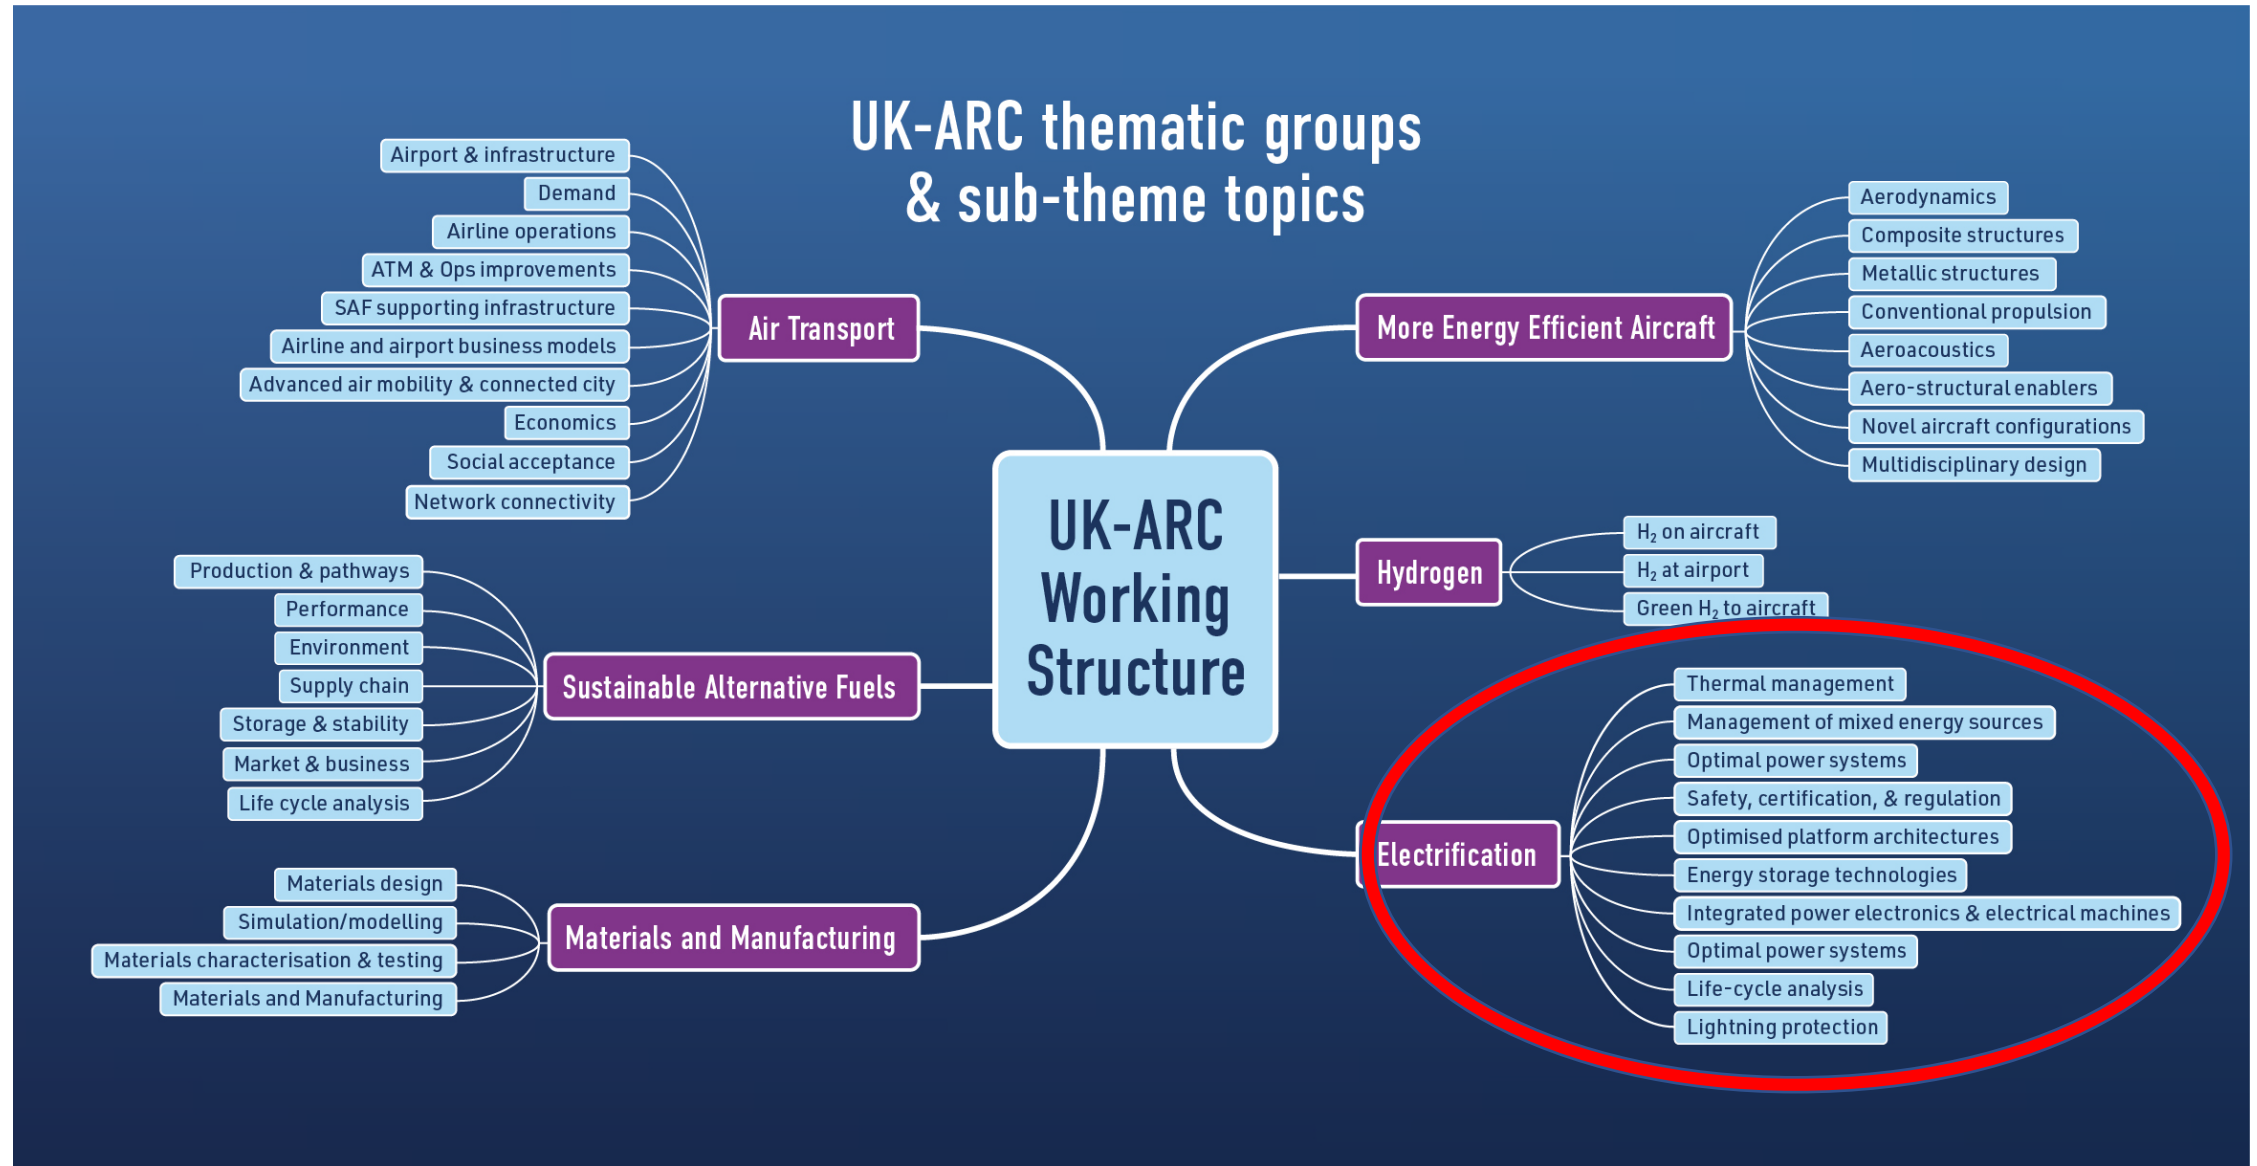 UK-ARC thematic groups
& sub-theme topics
Airport & infrastructure
Demand
Airline operations
ATM & Ops improvements
SAF supporting infrastructure
Airline and airport business models
Advanced air mobility & connected city
Economics
Social acceptance
Network connectivity
Air Transport
Production & pathways
Performance
Environment
Supply chain
Storage & stability
Market & business
Life cycle analysis
Sustainable Alternative Fuels
Materials design
Simulation/modelling
Materials characterisation & testing
Materials and Manufacturing
Materials and Manufacturing
UK-ARC
Working
Structure
More Energy Efficient Aircraft
Aerodynamics
Composite structures
Metallic structures
Conventional propulsion
Aeroacoustics
Aero-structural enablers
Novel aircraft configurations
Multidisciplinary design
Hydrogen
H₂ on aircraft
H₂ at airport
Green H₂ to aircraft
Electrification
Thermal management
Management of mixed energy sources
Optimal power systems
Safety, certification, & regulation
Optimised platform architectures
Energy storage technologies
Integrated power electronics & electrical machines
Optimal power systems
Life-cycle analysis
Lightning protection